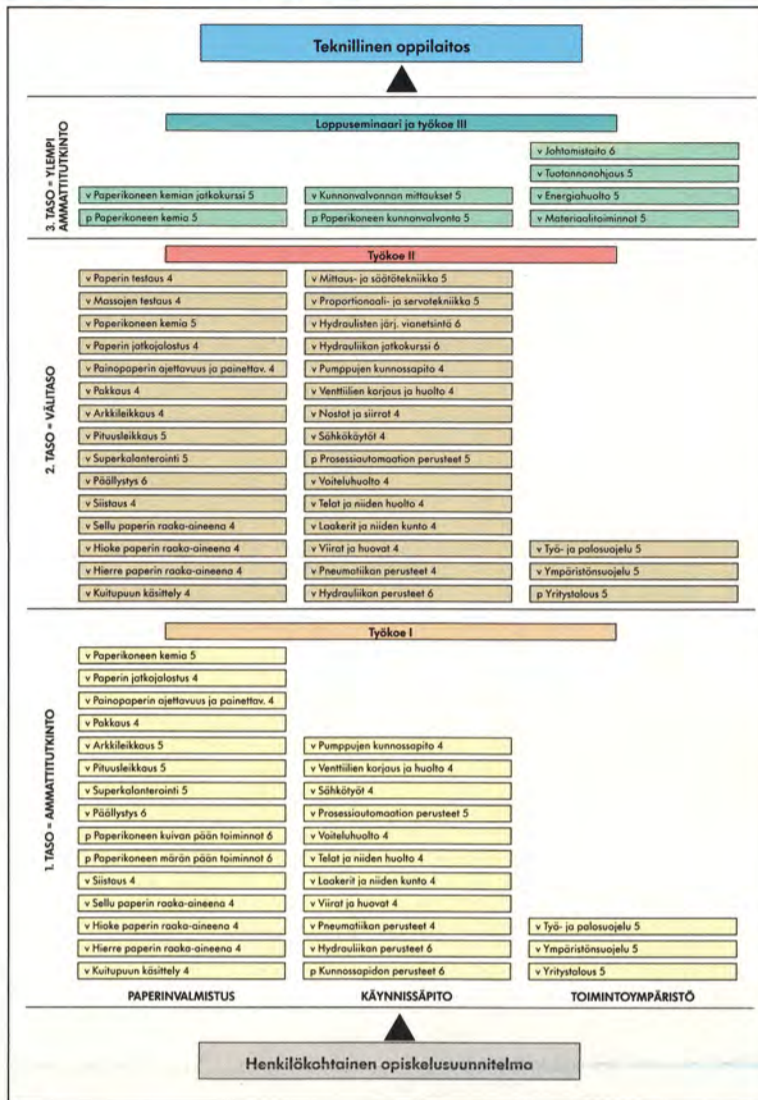 Teknillinen oppilaitos
3. TASO = YLEMPI
AMMATTITUTKINTO
Loppuseminaari ja työkoe III
v Johtamistaito 6
v Tuotannonohjaus 5
v Paperikoneen kemian jatkokurssi 5
v Kunnonvalvonnan mittaukset 5
v Energiahuolto 5
p Paperikoneen kemia 5
p Paperikoneen kunnonvalvonta 5
v Materiaalitoiminnot 5
2. TASO = VÄLITASO
Työkoe II
v Paperin testaus 4
v Mittaus- ja säätötekniikka 5
v Massojen testaus 4
v Proportionaali- ja servotekniikka 5
v Paperikoneen kemia 5
v Hydraulisten järj. vianetsintä 6
v Paperin jatkojalostus 4
v Hydrauliikan jatkokurssi 6
v Painopaperin ajettavuus ja painettav. 4
v Pumppujen kunnossapito 4
v Pakkaus 4
v Venttiilien korjaus ja huolto 4
v Arkkileikkaus 4
v Nostot ja siirrot 4
v Pituusleikkaus 5
v Sähkökäytöt 4
v Superkalanterointi 5
p Prosessiautomaation perusteet 5
v Päällystys 6
v Voiteluhuolto 4
v Siistaus 4
v Telat ja niiden huolto 4
v Sellu paperin raaka-aineena 4
v Laakerit ja niiden kunto 4
v Hioke paperin raaka-aineena 4
v Viirat ja huovat 4
v Työ- ja palosuojelu 5
v Hierre paperin raaka-aineena 4
v Pneumatiikan perusteet 4
v Ympäristönsuojelu 5
v Kuitupuun käsittely 4
v Hydrauliikan perusteet 6
p Yritystalous 5
1. TASO = AMMATTITUTKINTO
Työkoe I
v Paperikoneen kemia 5
v Paperin jatkojalostus 4
v Painopaperin ajettavuus ja painettav. 4
v Pakkaus 4
v Arkkileikkaus 5
v Pumppujen kunnossapito 4
v Pituusleikkaus 5
v Venttiilien korjaus ja huolto 4
v Superkalanterointi 5
v Sähkötyöt 4
v Päällystys 6
v Prosessiautomaation perusteet 5
p Paperikoneen kuivan pään toiminnot 6
v Voiteluhuolto 4
p Paperikoneen märän pään toiminnot 6
v Telat ja niiden huolto 4
v Siistaus 4
v Laakerit ja niiden kunto 4
v Sellu paperin raaka-aineena 4
v Viirat ja huovat 4
v Hioke paperin raaka-aineena 4
v Pneumatiikan perusteet 4
v Työ- ja palosuojelu 5
v Hierre paperin raaka-aineena 4
v Hydrauliikan perusteet 6
v Ympäristönsuojelu 5
v Kuitupuun käsittely 4
p Kunnossapidon perusteet 6
v Yritystalous 5
PAPERINVALMISTUS
KÄYNNISSÄPITO
TOIMINTOYMPÄRISTÖ
Henkilökohtainen opiskelusuunnitelma